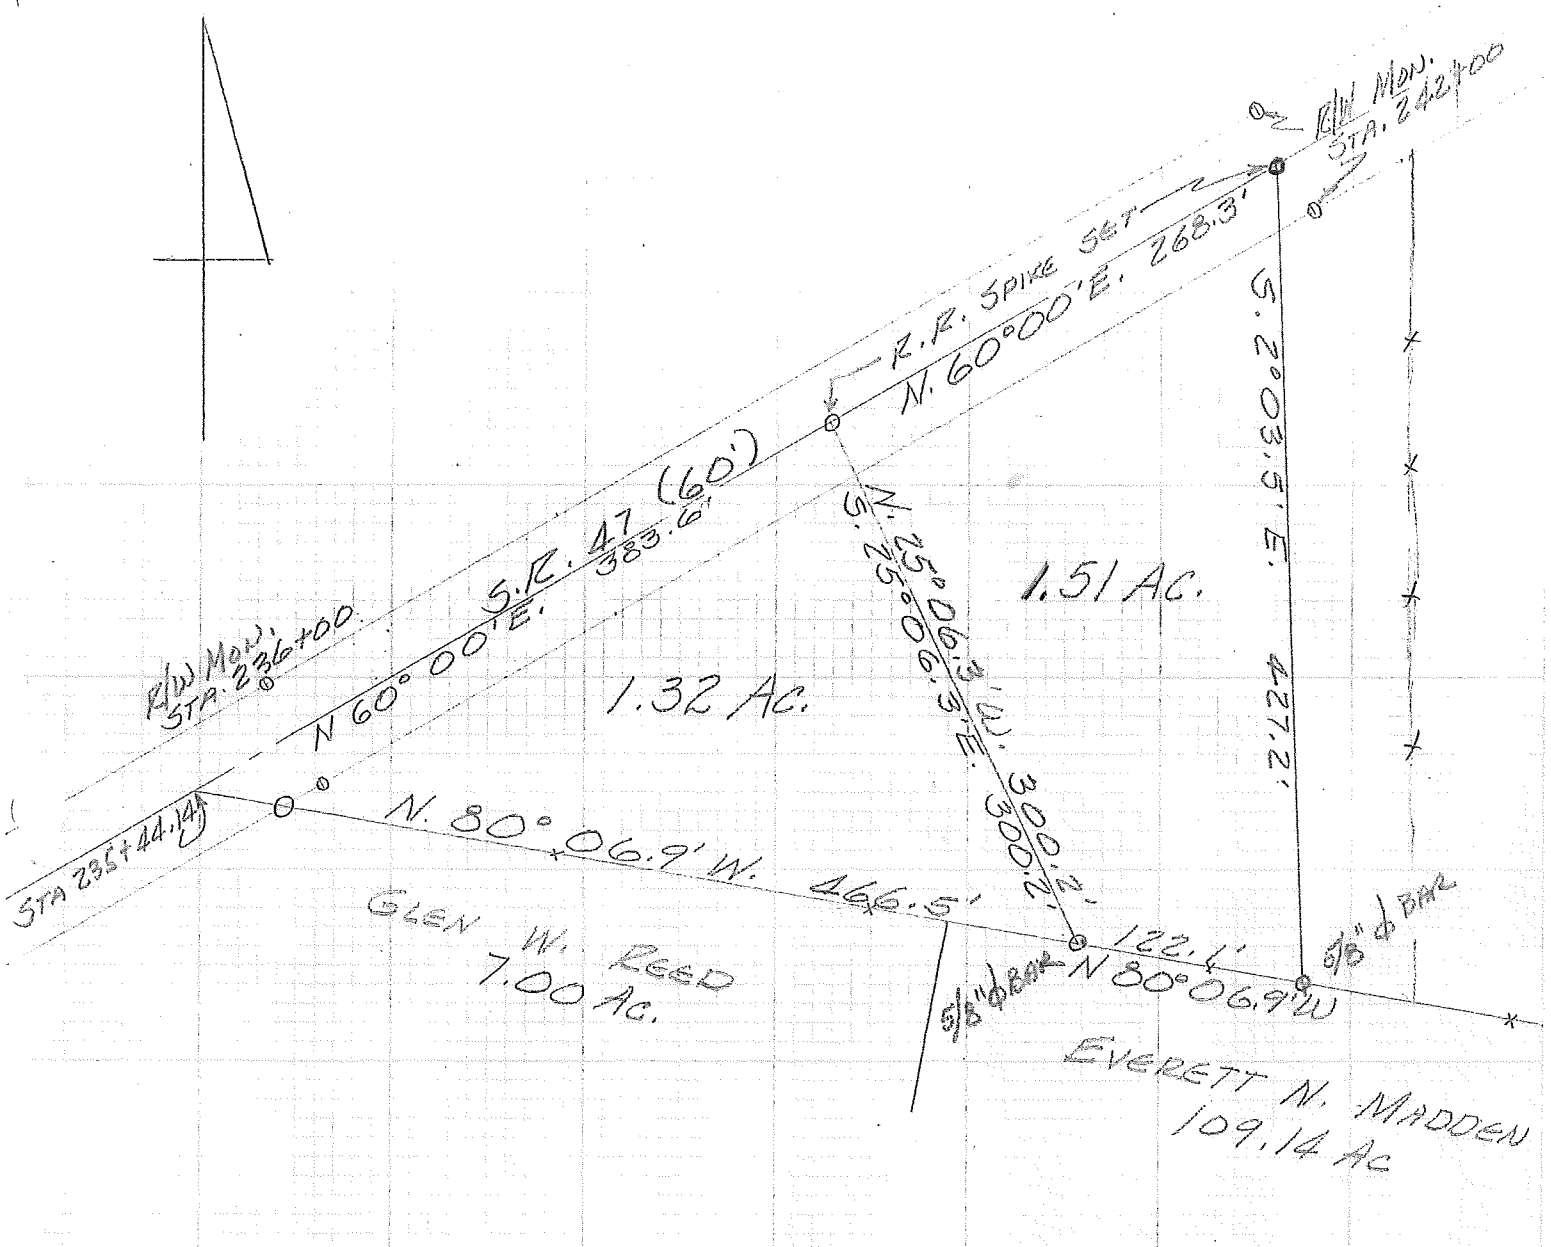 R/W MON.
STA. 242+00
R.R. SPIKE SET
N. 60°00'E. 268.3'
S. 2°03.5' E. 427.2'
S.R. 47 (60')
N 60°00'E. 383.6'
R/W MON.
STA. 236+00
N. 25°06.3'W. 300.2'
S. 25°06.3'E. 300.2'
1.51 AC.
1.32 AC.
STA 235+44.14
N. 80°06.9' W. 466.5'
GLEN W. REED
7.00 AC.
5/8" ϕ BAR
122.1'
N 80°06.9'W
5/8" ϕ BAR
EVERETT N. MADDEN
109.14 AC